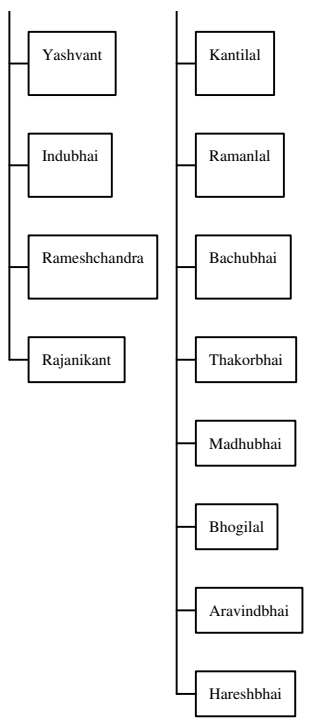 Yashvant
Indubhai
Rameshchandra
Rajanikant
Kantilal
Ramanlal
Bachubhai
Thakorbhai
Madhubhai
Bhogilal
Aravindbhai
Hareshbhai